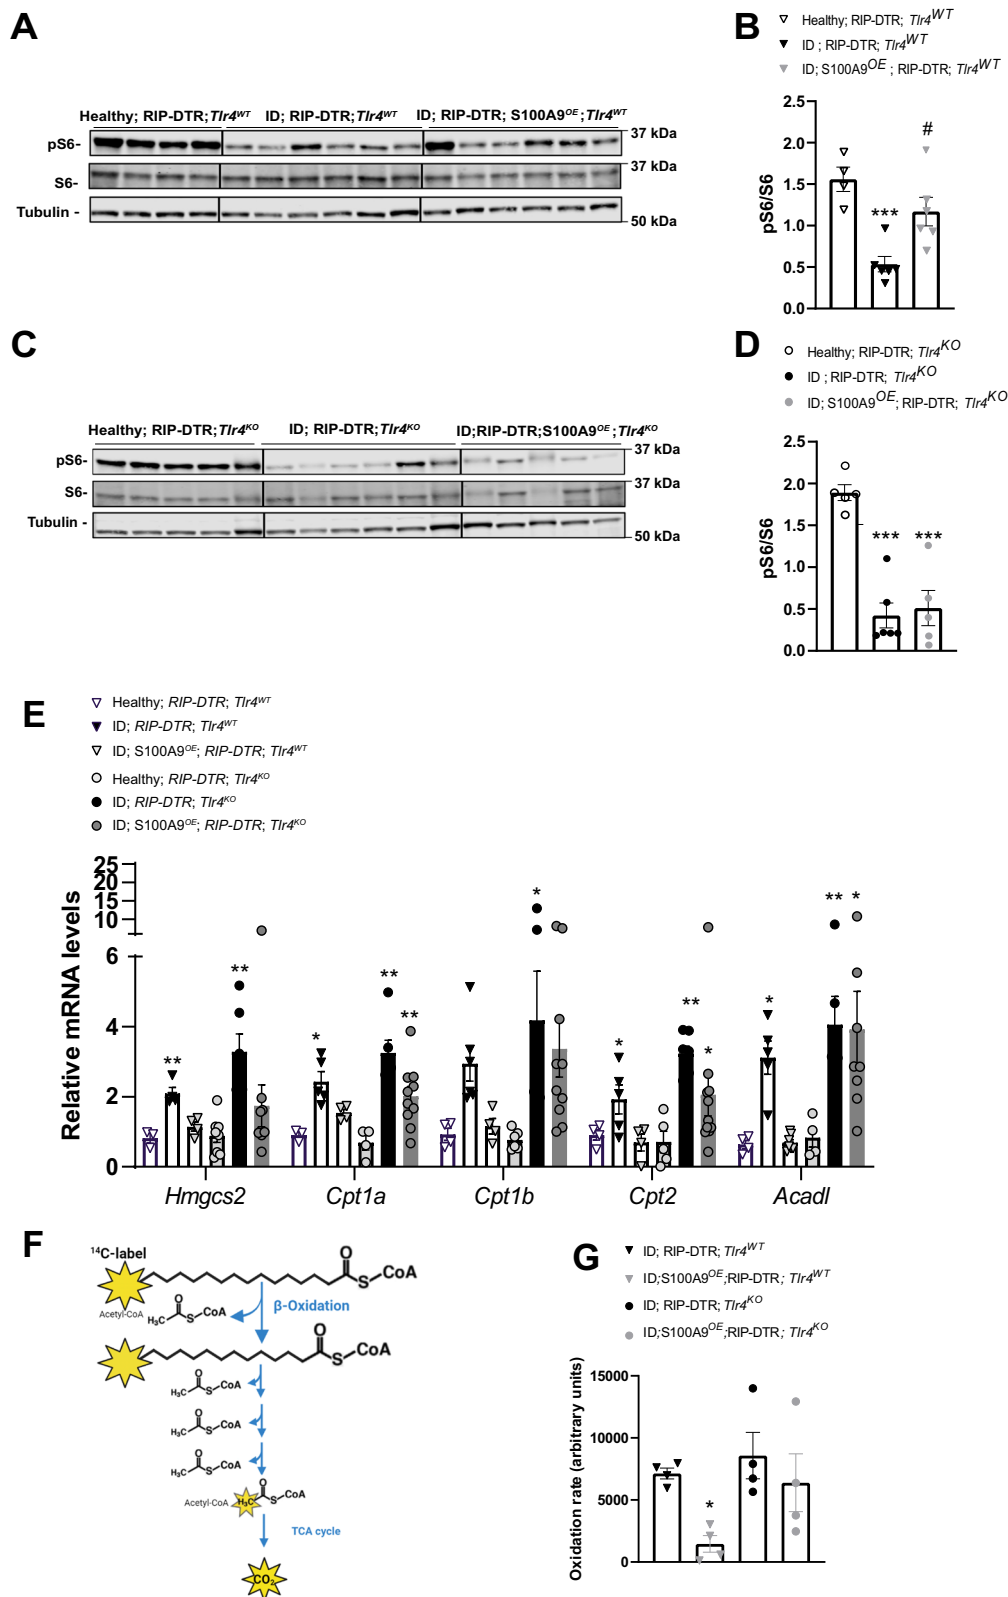 A
Healthy; RIP-DTR;Tlr4WT
ID; RIP-DTR;Tlr4WT
ID; RIP-DTR; S100A9OE;Tlr4WT
pS6-
37 kDa
S6-
37 kDa
Tubulin -
50 kDa
B
Healthy; RIP-DTR; Tlr4WT
ID ; RIP-DTR; Tlr4WT
ID; S100A9OE ; RIP-DTR; Tlr4WT
pS6/S6
2.5
2.0
1.5
1.0
0.5
0.0
***
#
C
Healthy; RIP-DTR;Tlr4KO
ID; RIP-DTR;Tlr4KO
ID;RIP-DTR;S100A9OE;Tlr4KO
pS6-
37 kDa
S6-
37 kDa
Tubulin -
50 kDa
D
Healthy; RIP-DTR; Tlr4KO
ID ; RIP-DTR; Tlr4KO
ID; S100A9OE; RIP-DTR; Tlr4KO
pS6/S6
2.5
2.0
1.5
1.0
0.5
0.0
***
***
E
Healthy; RIP-DTR; Tlr4WT
ID; RIP-DTR; Tlr4WT
ID; S100A9OE; RIP-DTR; Tlr4WT
Healthy; RIP-DTR; Tlr4KO
ID; RIP-DTR; Tlr4KO
ID; S100A9OE; RIP-DTR; Tlr4KO
Relative mRNA levels
25
20
15
10
6
4
2
0
**
**
*
**
**
*
*
**
*
*
**
*
Hmgcs2
Cpt1a
Cpt1b
Cpt2
Acadl
F
14C-label
O
S
CoA
Acetyl-CoA
H3C
O
S
CoA
β-Oxidation
O
S
CoA
H3C
O
S
CoA
H3C
O
S
CoA
H3C
O
S
CoA
Acetyl-CoA
H3C
O
S
CoA
TCA cycle
CO2
G
ID; RIP-DTR; Tlr4WT
ID;S100A9OE;RIP-DTR; Tlr4WT
ID; RIP-DTR; Tlr4KO
ID;S100A9OE;RIP-DTR; Tlr4KO
Oxidation rate (arbitrary units)
15000
10000
5000
0
*